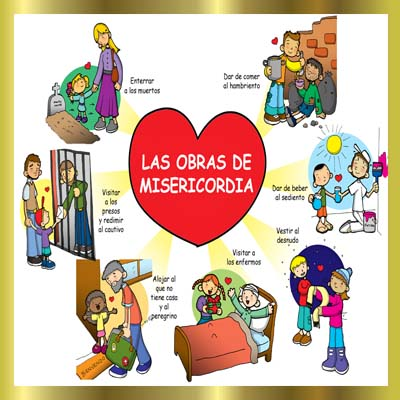 LAS OBRAS DE
MISERICORDIA
Enterrar
a los muertos
Dar de comer
al hambriento
Dar de beber
al sediento
Vestir al
desnudo
Visitar a
los enfermos
Alojar al
que no
tiene casa
y al
peregrino
Visitar
a los
presos
y redimir
al cautivo